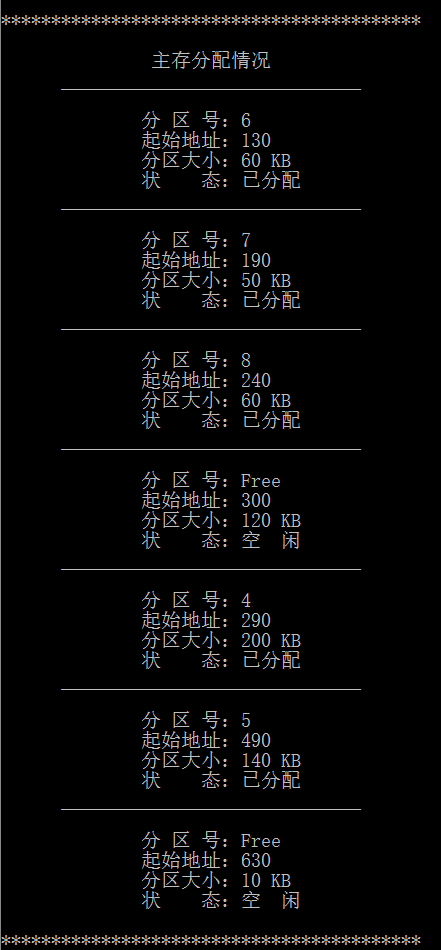 ******************************************
主存分配情况
分 区 号：6
起始地址：130
分区大小：60 KB
状　　态：已分配
分 区 号：7
起始地址：190
分区大小：50 KB
状　　态：已分配
分 区 号：8
起始地址：240
分区大小：60 KB
状　　态：已分配
分 区 号：Free
起始地址：300
分区大小：120 KB
状　　态：空　闲
分 区 号：4
起始地址：290
分区大小：200 KB
状　　态：已分配
分 区 号：5
起始地址：490
分区大小：140 KB
状　　态：已分配
分 区 号：Free
起始地址：630
分区大小：10 KB
状　　态：空　闲
******************************************